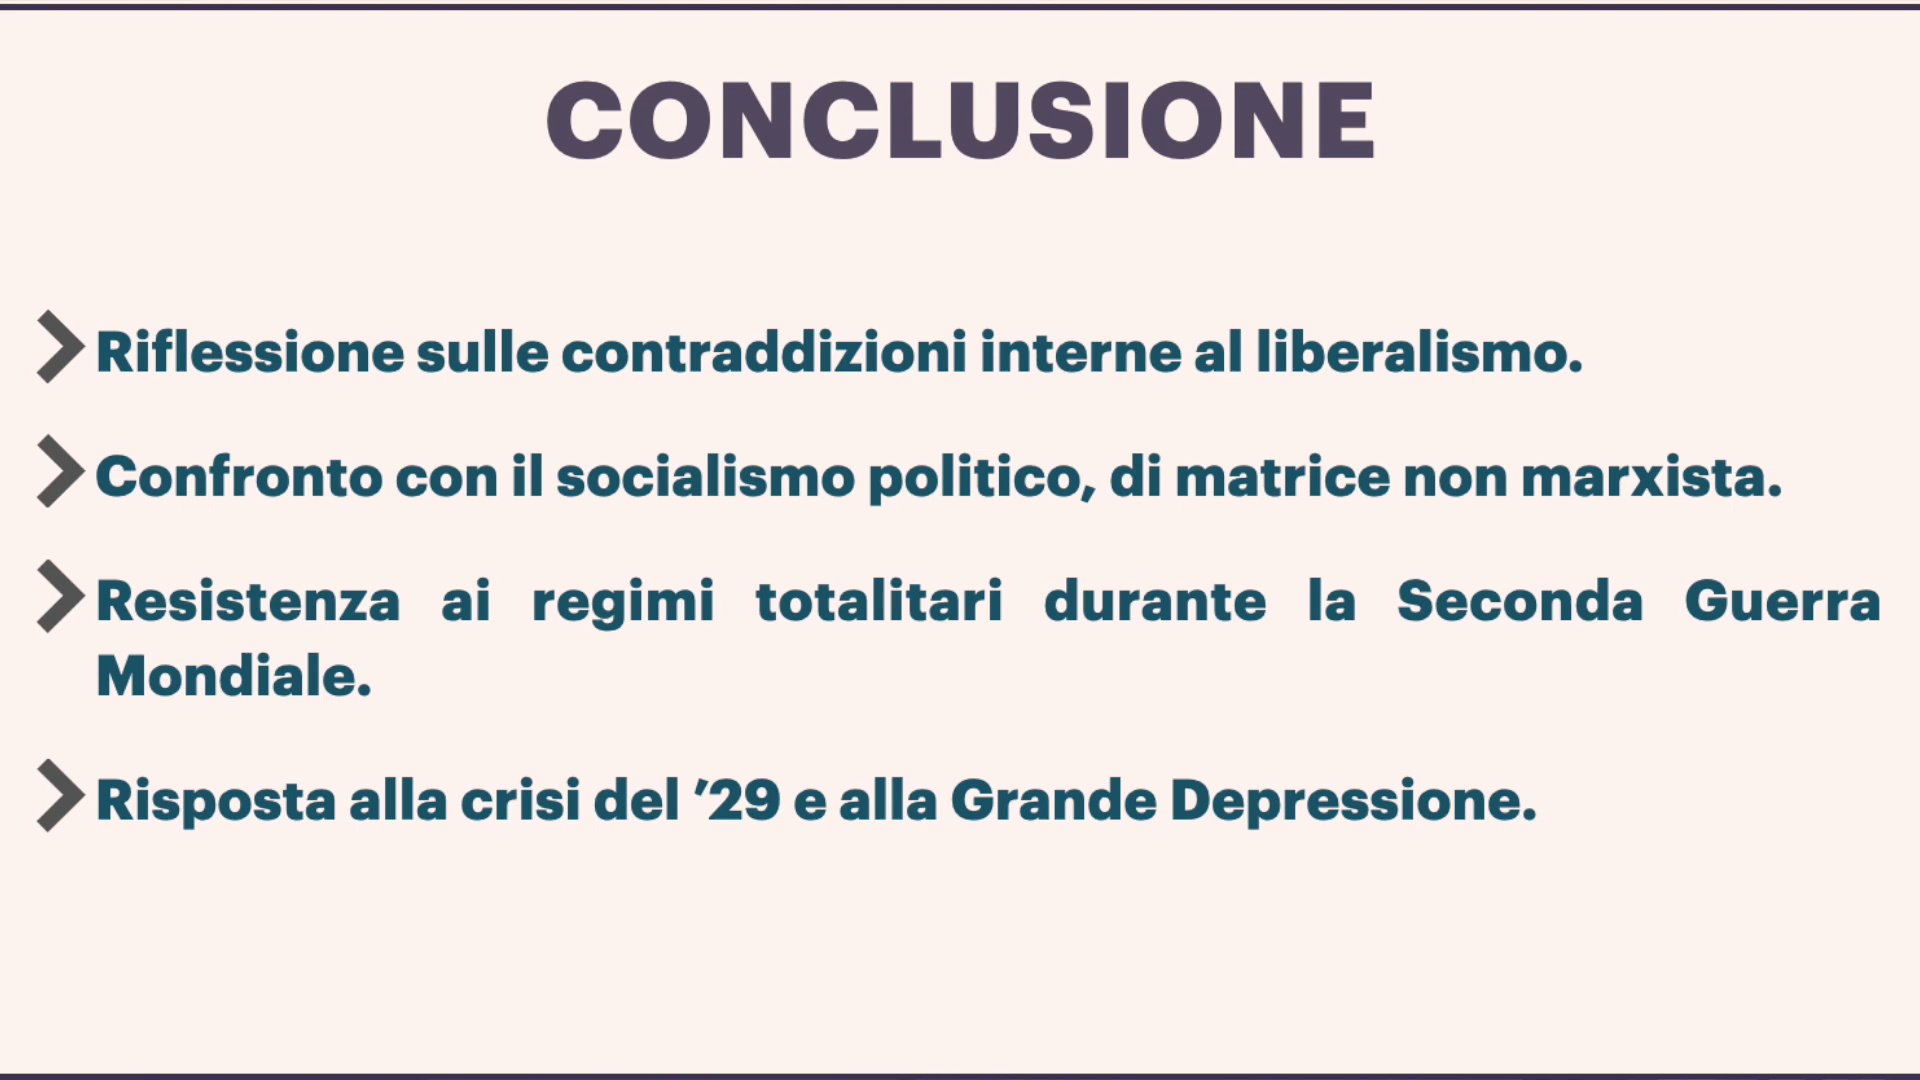 CONCLUSIONE
Riflessione sulle contraddizioni interne al liberalismo.
Confronto con il socialismo politico, di matrice non marxista.
Resistenza ai regimi totalitari durante la Seconda Guerra
Mondiale.
Risposta alla crisi del ’29 e alla Grande Depressione.